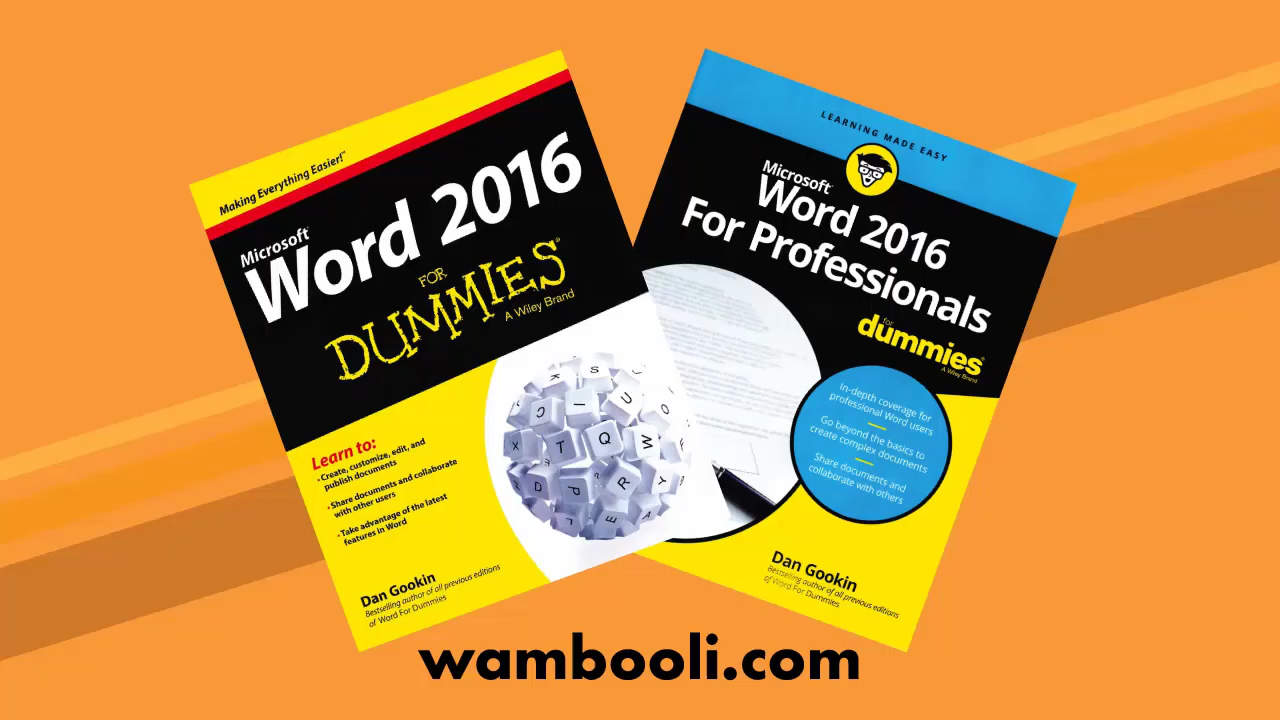 Making Everything Easier!™
Microsoft
Word 2016
FOR
DUMMIES®
A Wiley Brand
Learn to:
• Create, customize, edit, and
publish documents
• Share documents and collaborate
with other users
• Take advantage of the latest
features in Word
Dan Gookin
Bestselling author of all previous editions
of Word For Dummies
LEARNING MADE EASY
Microsoft®
Word 2016
For Professionals
for
dummies®
A Wiley Brand
In-depth coverage for
professional Word users
Go beyond the basics to
create complex documents
Share documents and
collaborate with others
Dan Gookin
Bestselling author of all previous editions
of Word For Dummies
wambooli.com